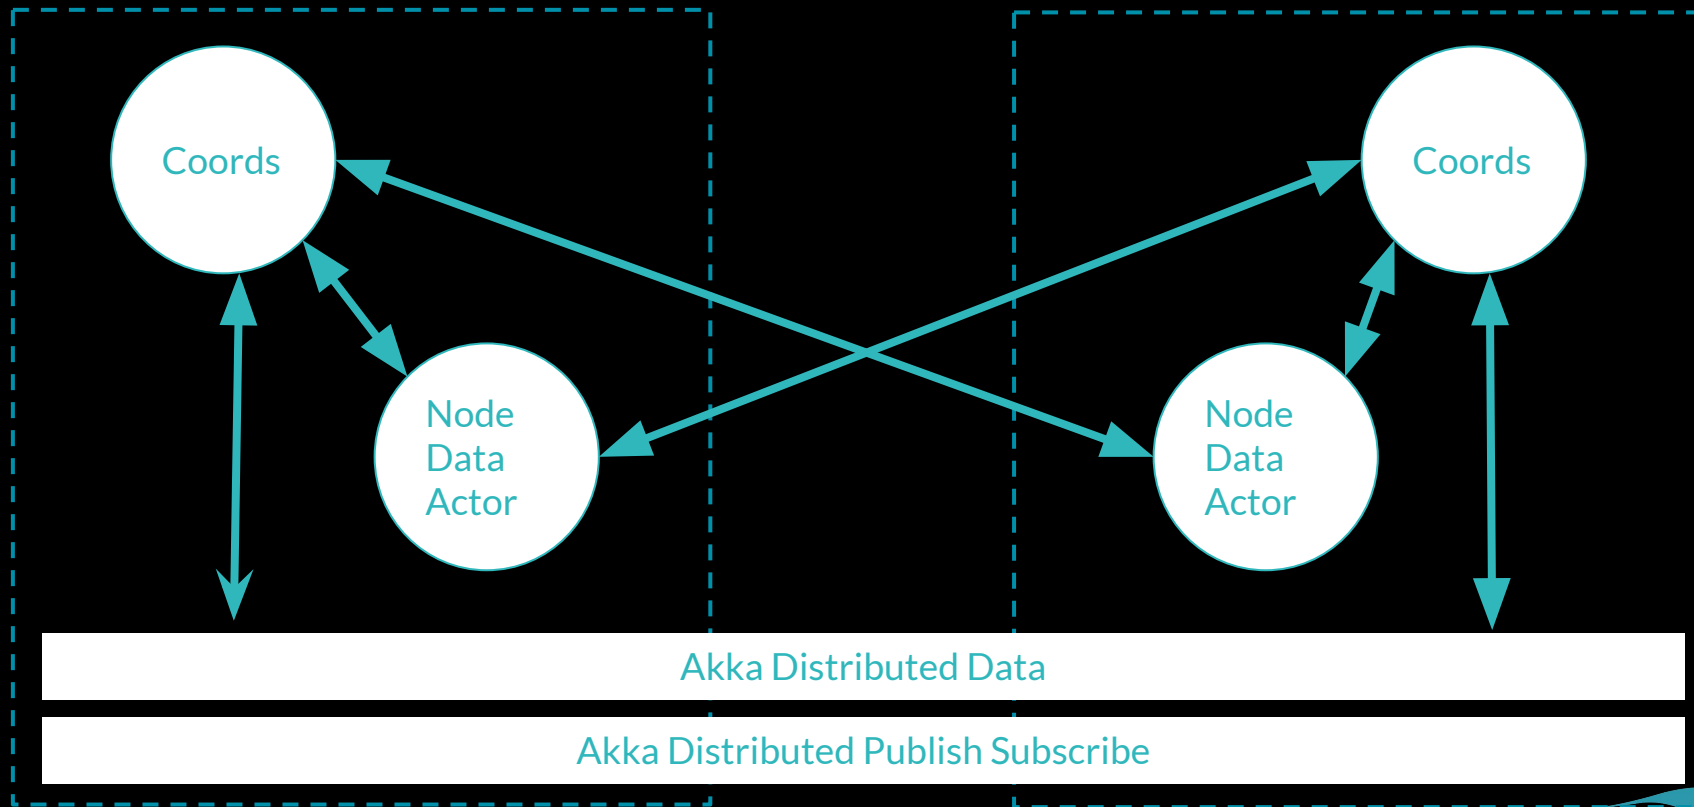 Coords
Coords
Node
Data
Actor
Node
Data
Actor
Akka Distributed Data
Akka Distributed Publish Subscribe